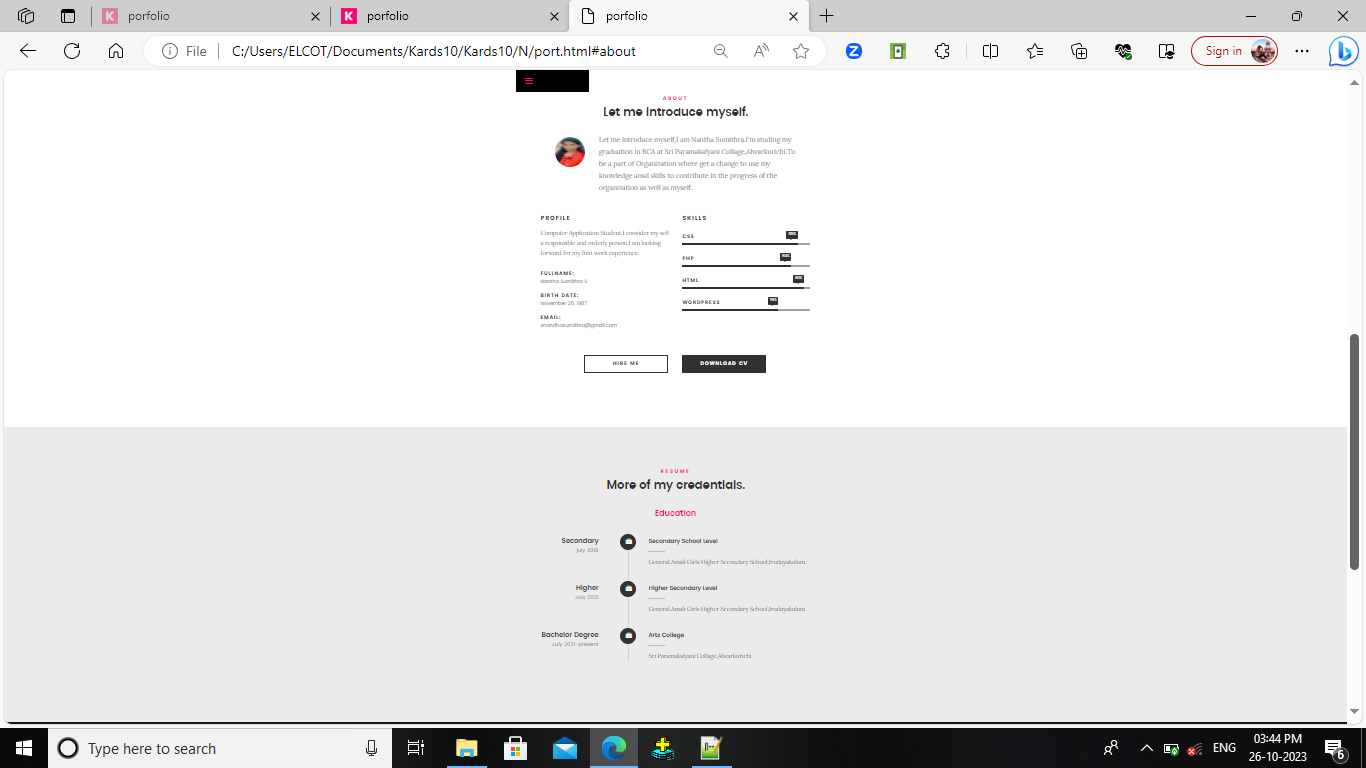 porfolio
porfolio
porfolio
File
C:/Users/ELCOT/Documents/Kards10/Kards10/N/port.html#about
Sign in
ABOUT
Let me introduce myself.
Let me introduce myself,I am Nantha Sumithra.I'm studing my
graduation in BCA at Sri Paramakalyani Collage,Alwarkurichi.To
be a part of Organization where get a change to use my
knowledge ansd skills to contribute in the progress of the
organization as well as myself.
PROFILE
Computer Application Student.I consider my self
a responsible and orderly person.I am looking
forward for my first work experience.
FULLNAME:
Nantha Sumithra S
BIRTH DATE:
November 28, 1987
EMAIL:
snandhasumithra@gmail.com
SKILLS
CSS
PHP
HTML
WORDPRESS
HIRE ME
DOWNLOAD CV
RESUME
More of my credentials.
Education
Secondary
july 2019
Secondary School Level
General,Amali Girls Higher Secondary School,
Higher
July 2021
Higher Secondary Level
General,Amali Girls Higher Secondary School,
Bachelor Degree
July 2021-present
Arts College
Sri Paramakalyani Collage,Alwarkurichi
Type here to search
ENG
03:44 PM
26-10-2023
6